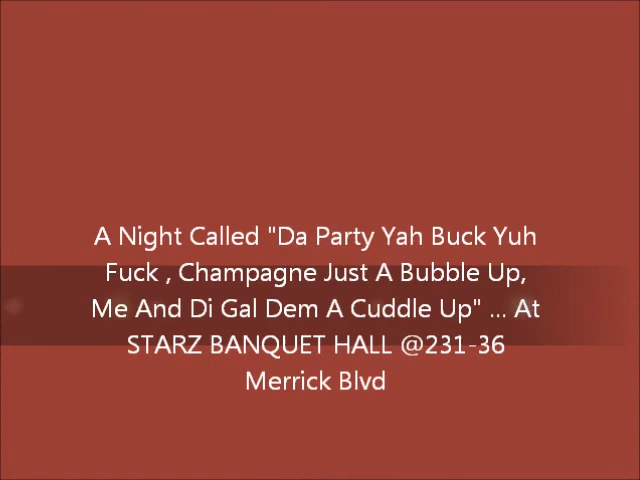 A Night Called "Da Party Yah Buck Yuh
Fuck , Champagne Just A Bubble Up,
Me And Di Gal Dem A Cuddle Up" ... At
STARZ BANQUET HALL @231-36
Merrick Blvd